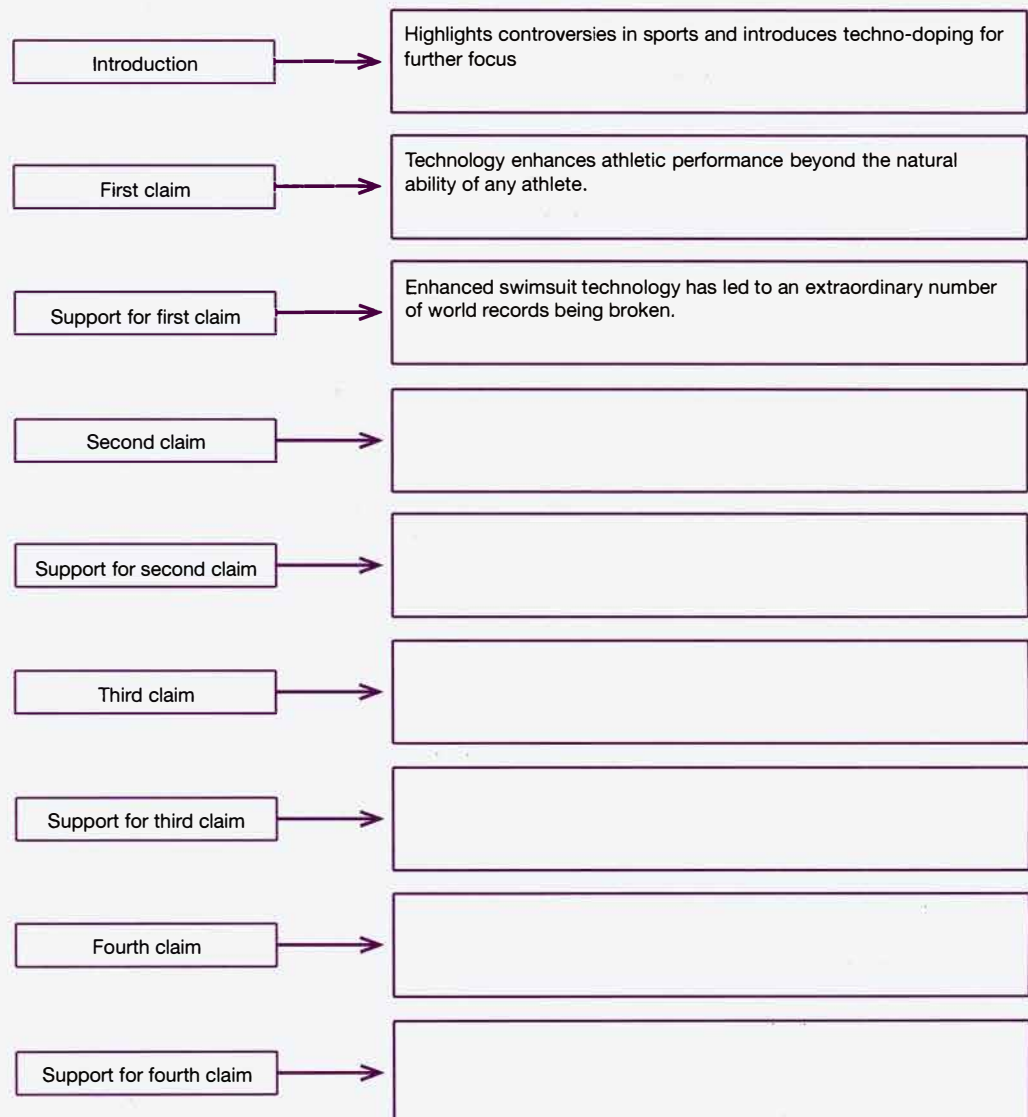 Introduction
Highlights controversies in sports and introduces techno-doping for
further focus
First claim
Technology enhances athletic performance beyond the natural
ability of any athlete.
Support for first claim
Enhanced swimsuit technology has led to an extraordinary number
of world records being broken.
Second claim
Support for second claim
Third claim
Support for third claim
Fourth claim
Support for fourth claim